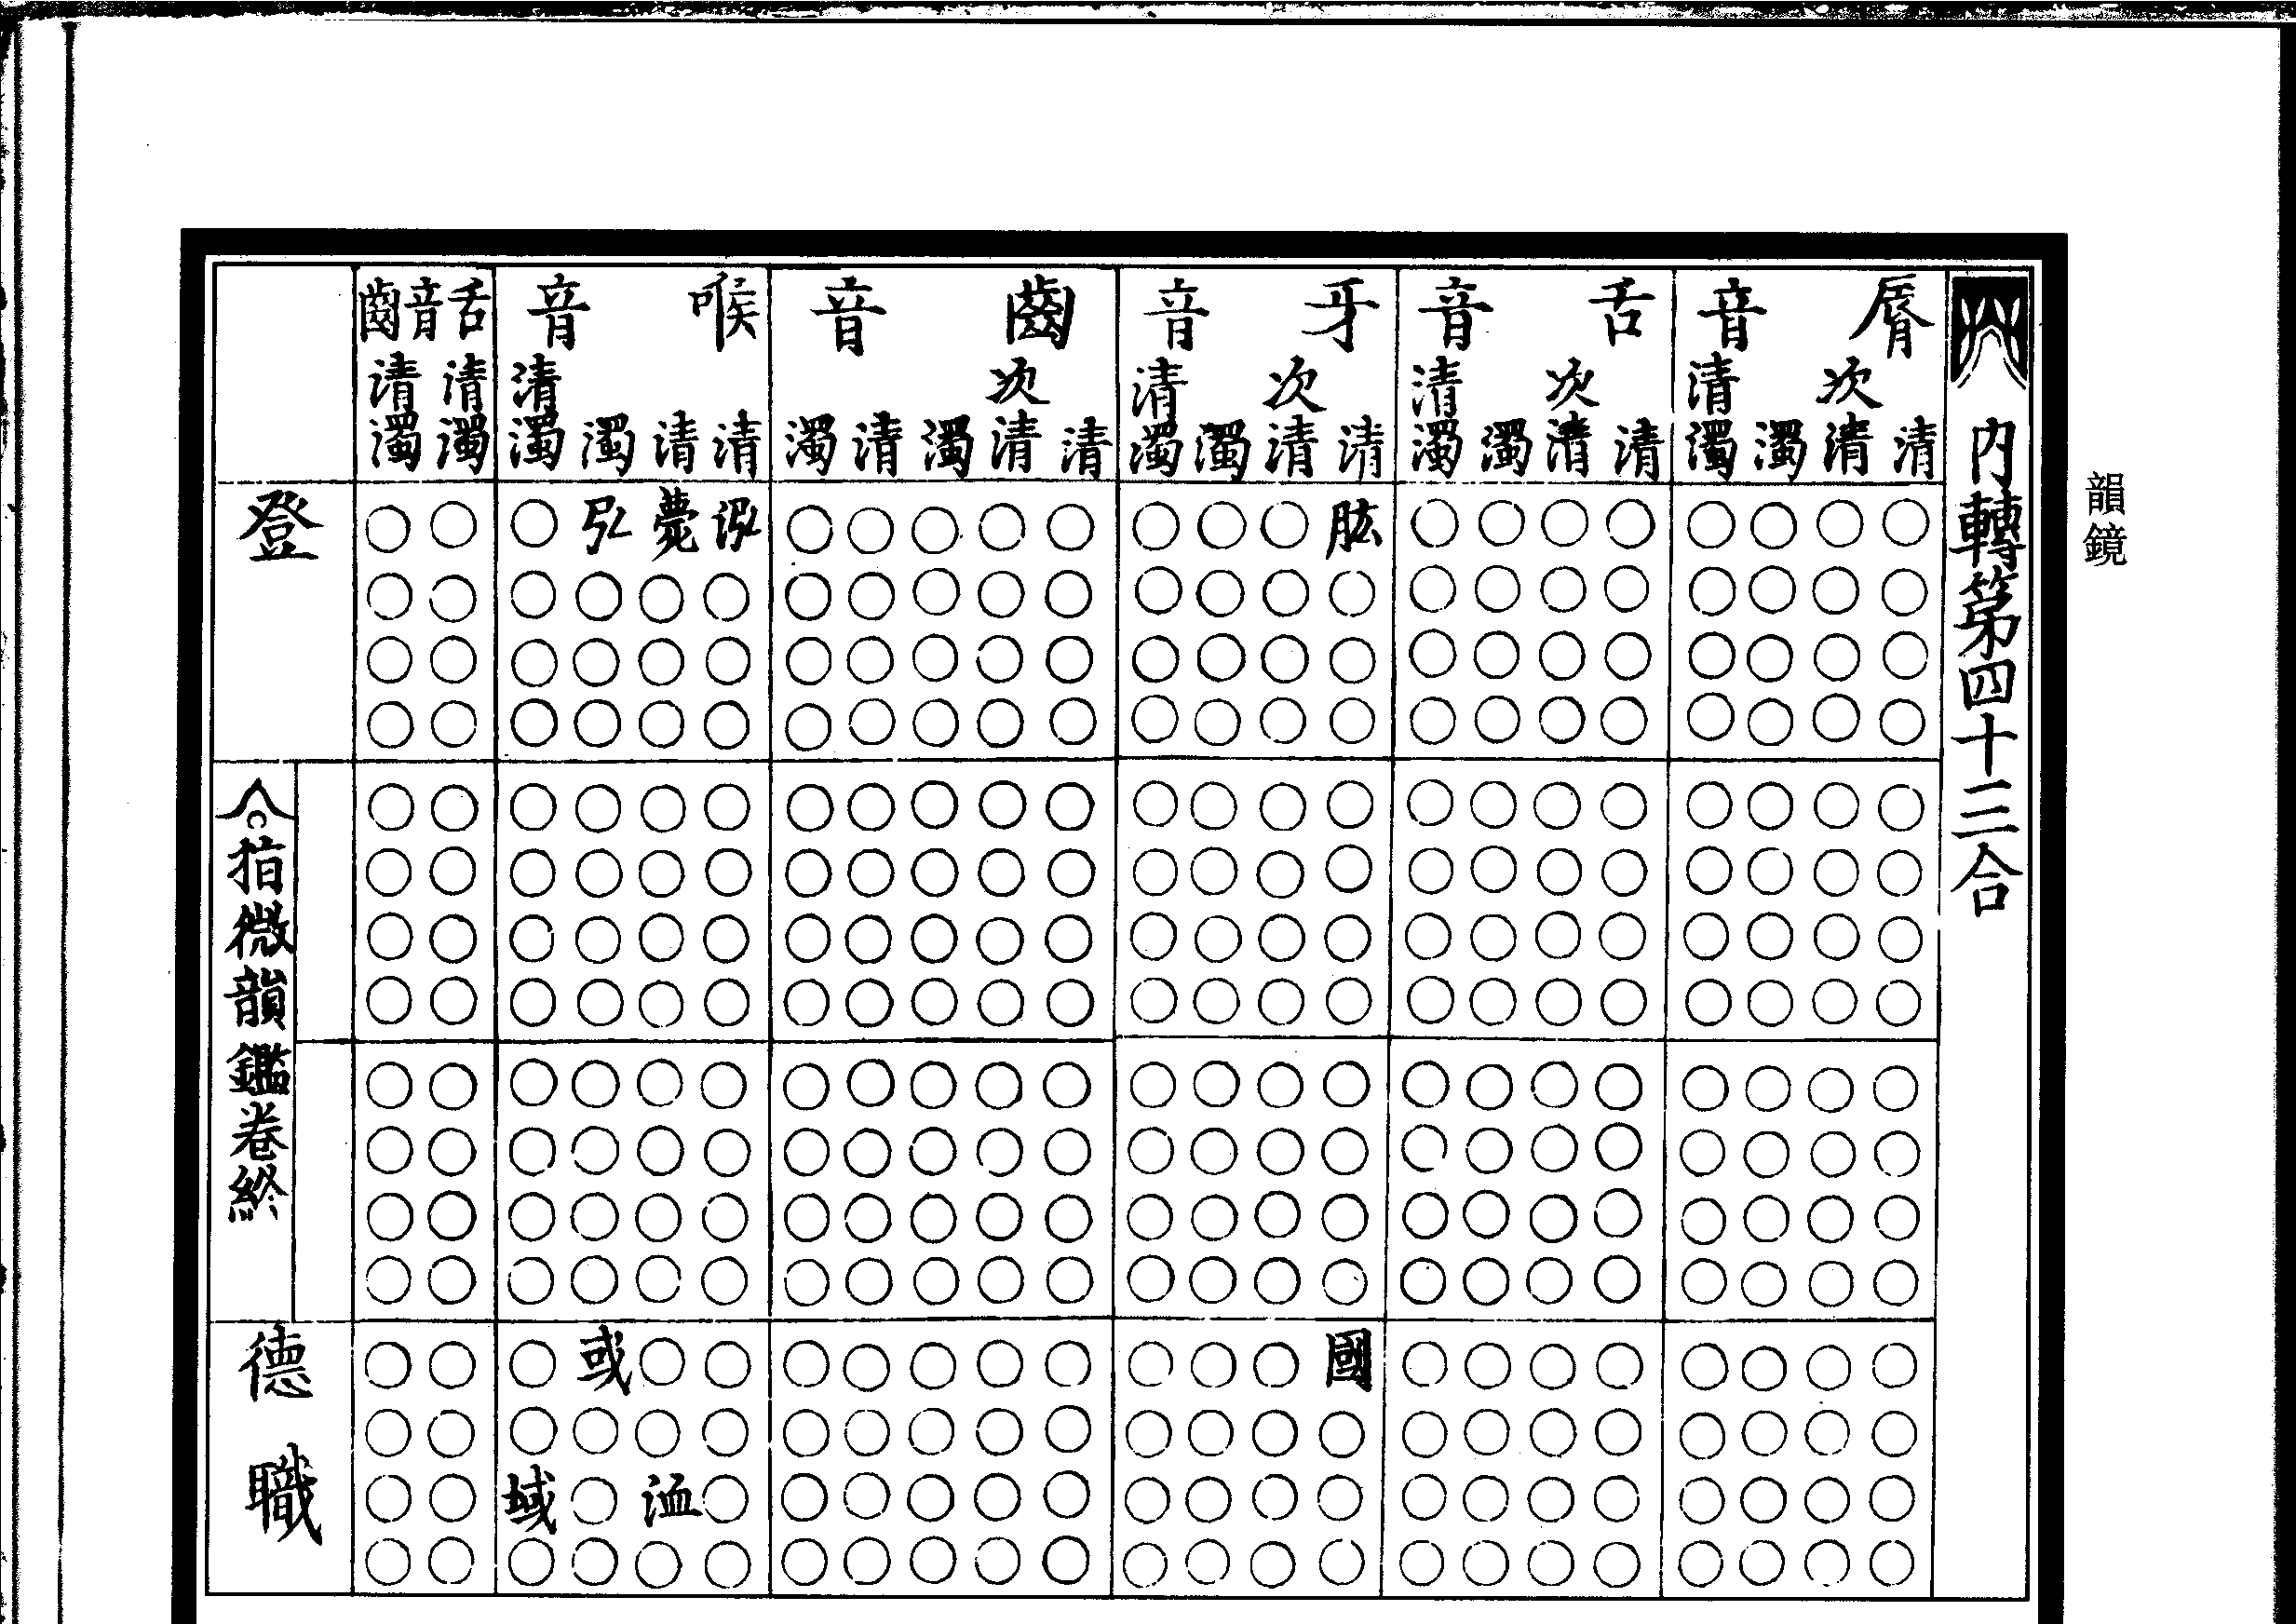 韻鏡
內轉第四十三合
脣音 清 次清 濁 清濁
舌音 清 次清 濁 清濁
牙音 清 次清 濁 清濁
齒音 清 次清 濁 清 濁
喉音 清 清 濁 清濁
舌音齒 清濁 清濁
肱 泓 薨 弘 登
國 或 德
洫 域 職
指微韻鑑卷終